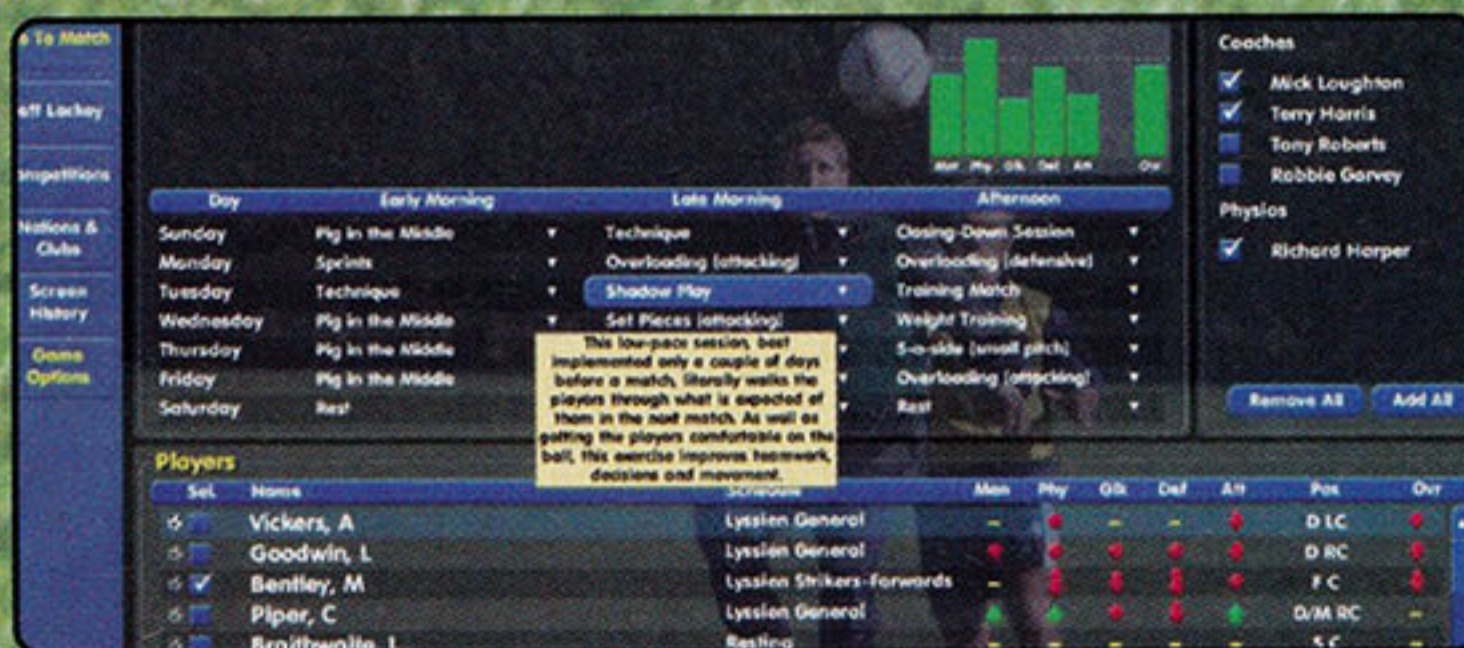 To Match
Lackey
Competitions
Nations &
Clubs
Screen
History
Game
Options
Men Phy Glk Def Att Ovr
Coaches
Mick Loughton
Terry Harris
Tony Roberts
Robbie Garvey
Physios
Richard Harper
Remove All Add All
Day Early Morning Late Morning Afternoon
Sunday Pig in the Middle Technique Closing-Down Session
Monday Sprints Overloading (attacking) Overloading (defensive)
Tuesday Technique Shadow Play Training Match
Wednesday Pig in the Middle Set Pieces (attacking) Weight Training
Thursday Pig in the Middle 5-a-side (small pitch)
Friday Pig in the Middle Overloading (attacking)
Saturday Rest Rest
This low-pace session, best
implemented only a couple of days
before a match, literally walks the
players through what is expected of
them in the next match. As well as
getting the players comfortable on the
ball, this exercise improves teamwork,
decisions and movement.
Players
Sel Name Schedule Men Phy Glk Def Att Pos Ovr
Vickers, A Lyssien General D LC
Goodwin, L Lyssien General D RC
Bentley, M Lyssien Strikers-Forwards F C
Piper, C Lyssien General D/M RC
Braithwaite, L Resting S C